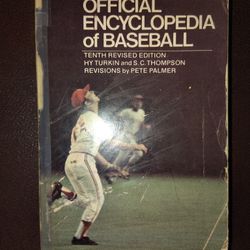 OFFICIAL
ENCYCLOPEDIA
of BASEBALL
TENTH REVISED EDITION
HY TURKIN and S. C. THOMPSON
REVISIONS by PETE PALMER